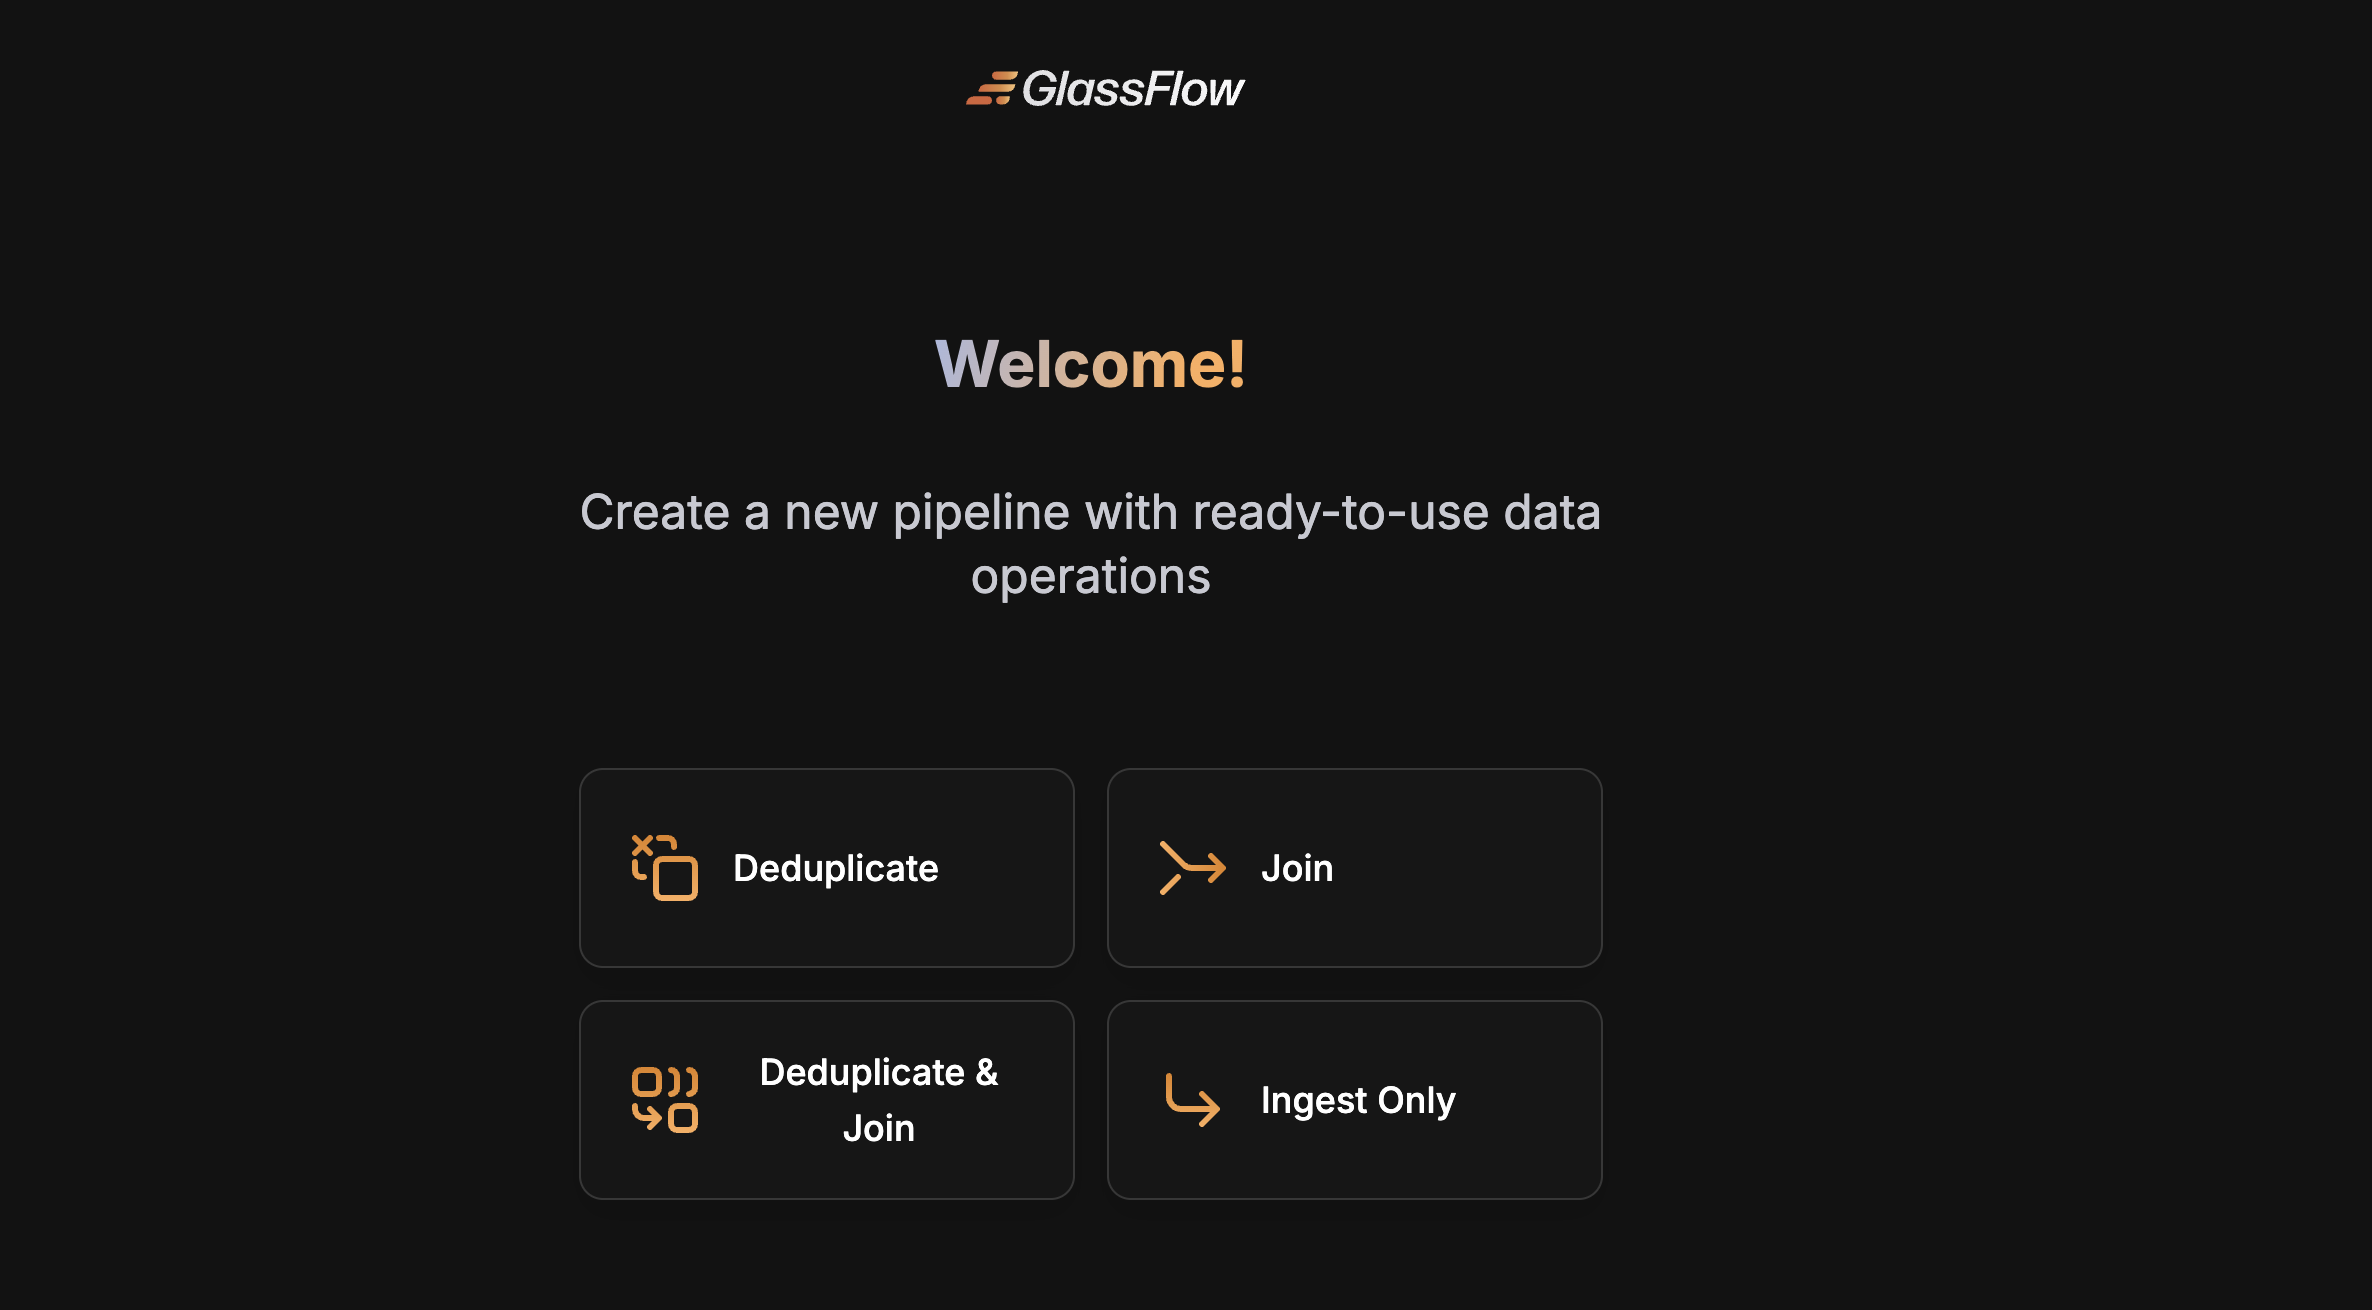 GlassFlow
Welcome!
Create a new pipeline with ready-to-use data
operations
Deduplicate
Join
Deduplicate &
Join
Ingest Only